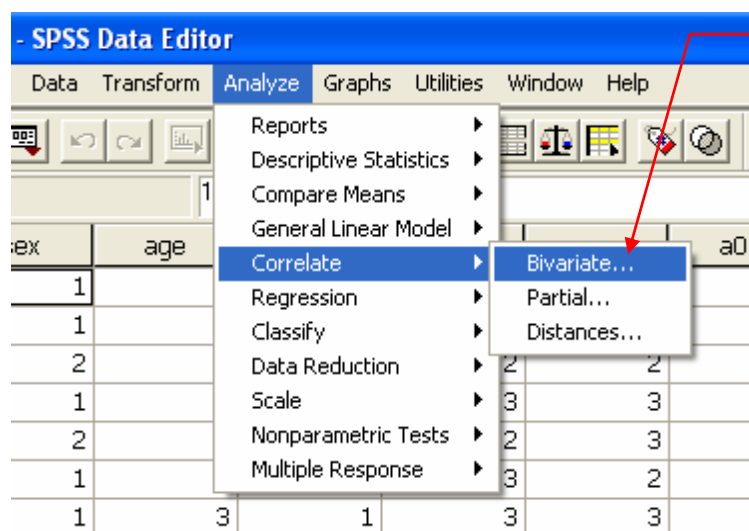 - SPSS Data Editor
Data Transform Analyze Graphs Utilities Window Help
1
Reports
Descriptive Statistics
Compare Means
General Linear Model
Correlate
Regression
Classify
Data Reduction
Scale
Nonparametric Tests
Multiple Response
Bivariate...
Partial...
Distances...
ex age a0
1
1
2 2 2
1 3 3
2 2 3
1 3 2
1 3 1 3 3